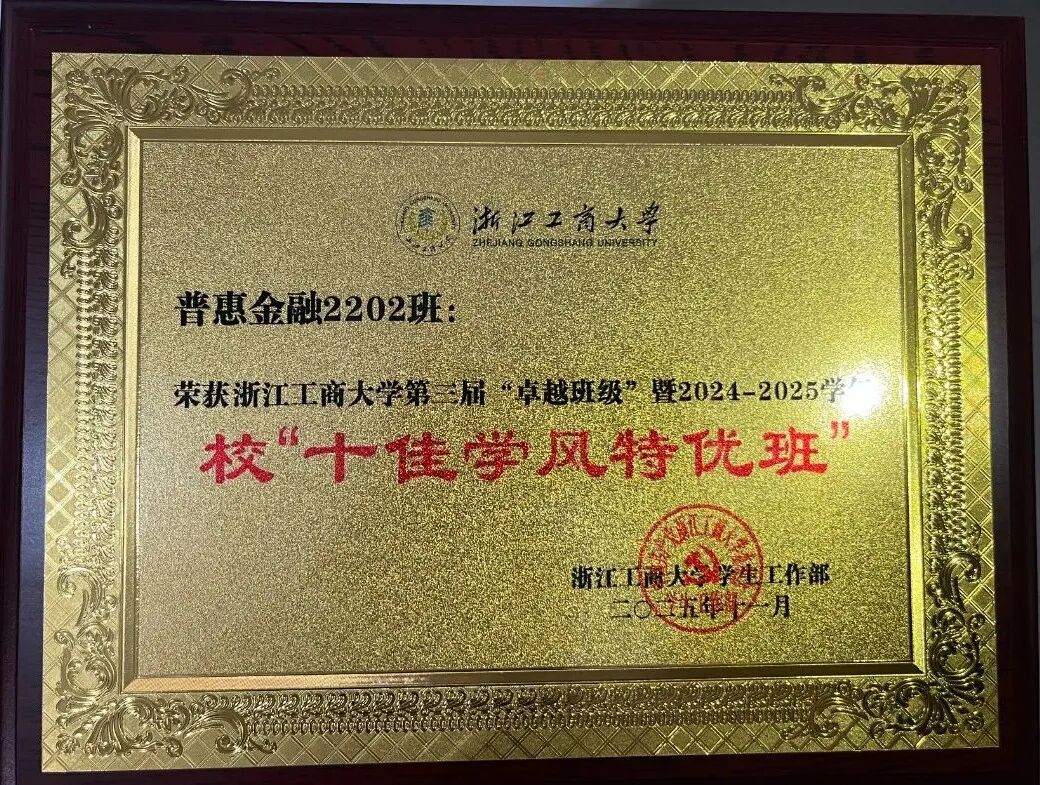 浙江工商大学
ZHEJIANG GONGSHANG UNIVERSITY
普惠金融2202班：
荣获浙江工商大学第三届“卓越班级”暨2024-2025学年
校“十佳学风特优班”
浙江工商大学学生工作部
二〇二五年十一月